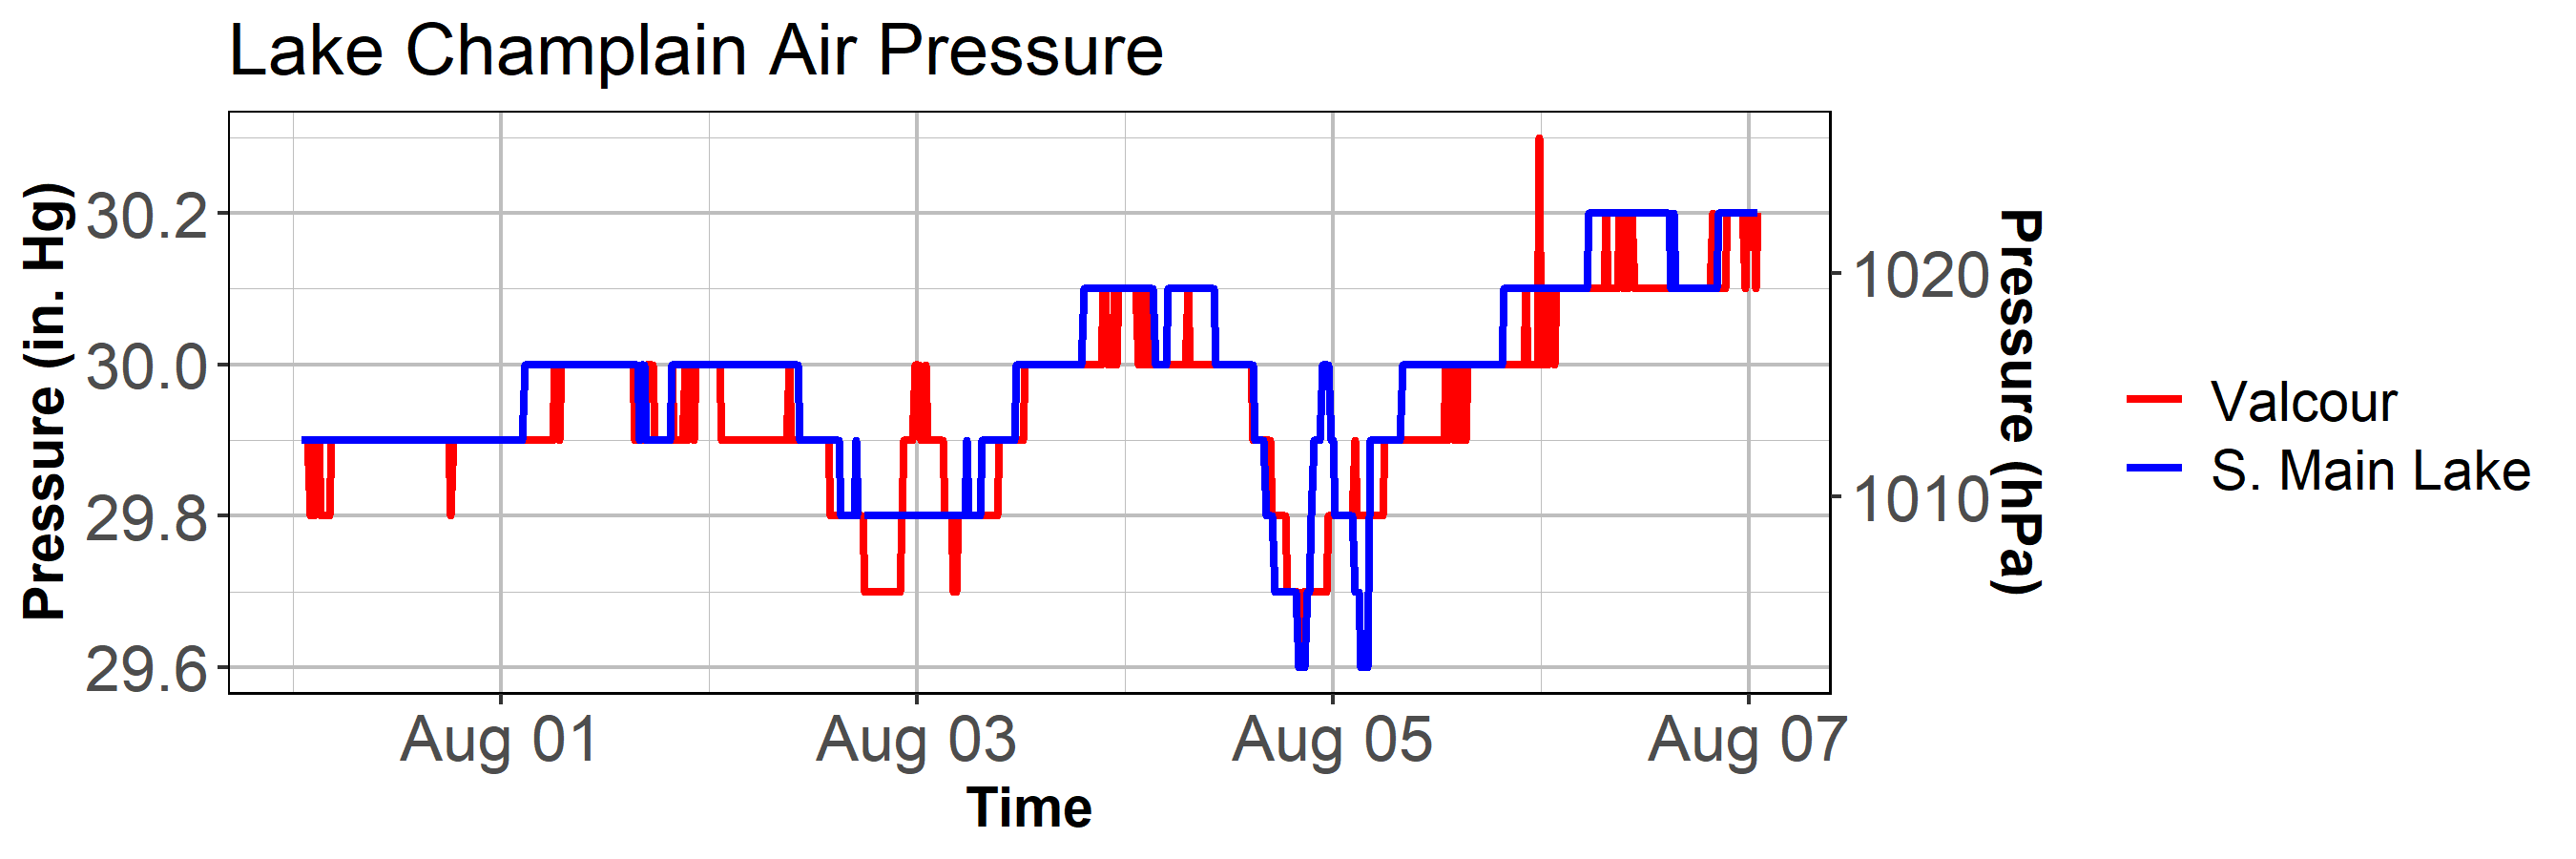 Lake Champlain Air Pressure
Pressure (in. Hg)
30.2
30.0
29.8
29.6
1020
1010
Pressure (hPa)
Aug 01
Aug 03
Aug 05
Aug 07
Time
Valcour
S. Main Lake